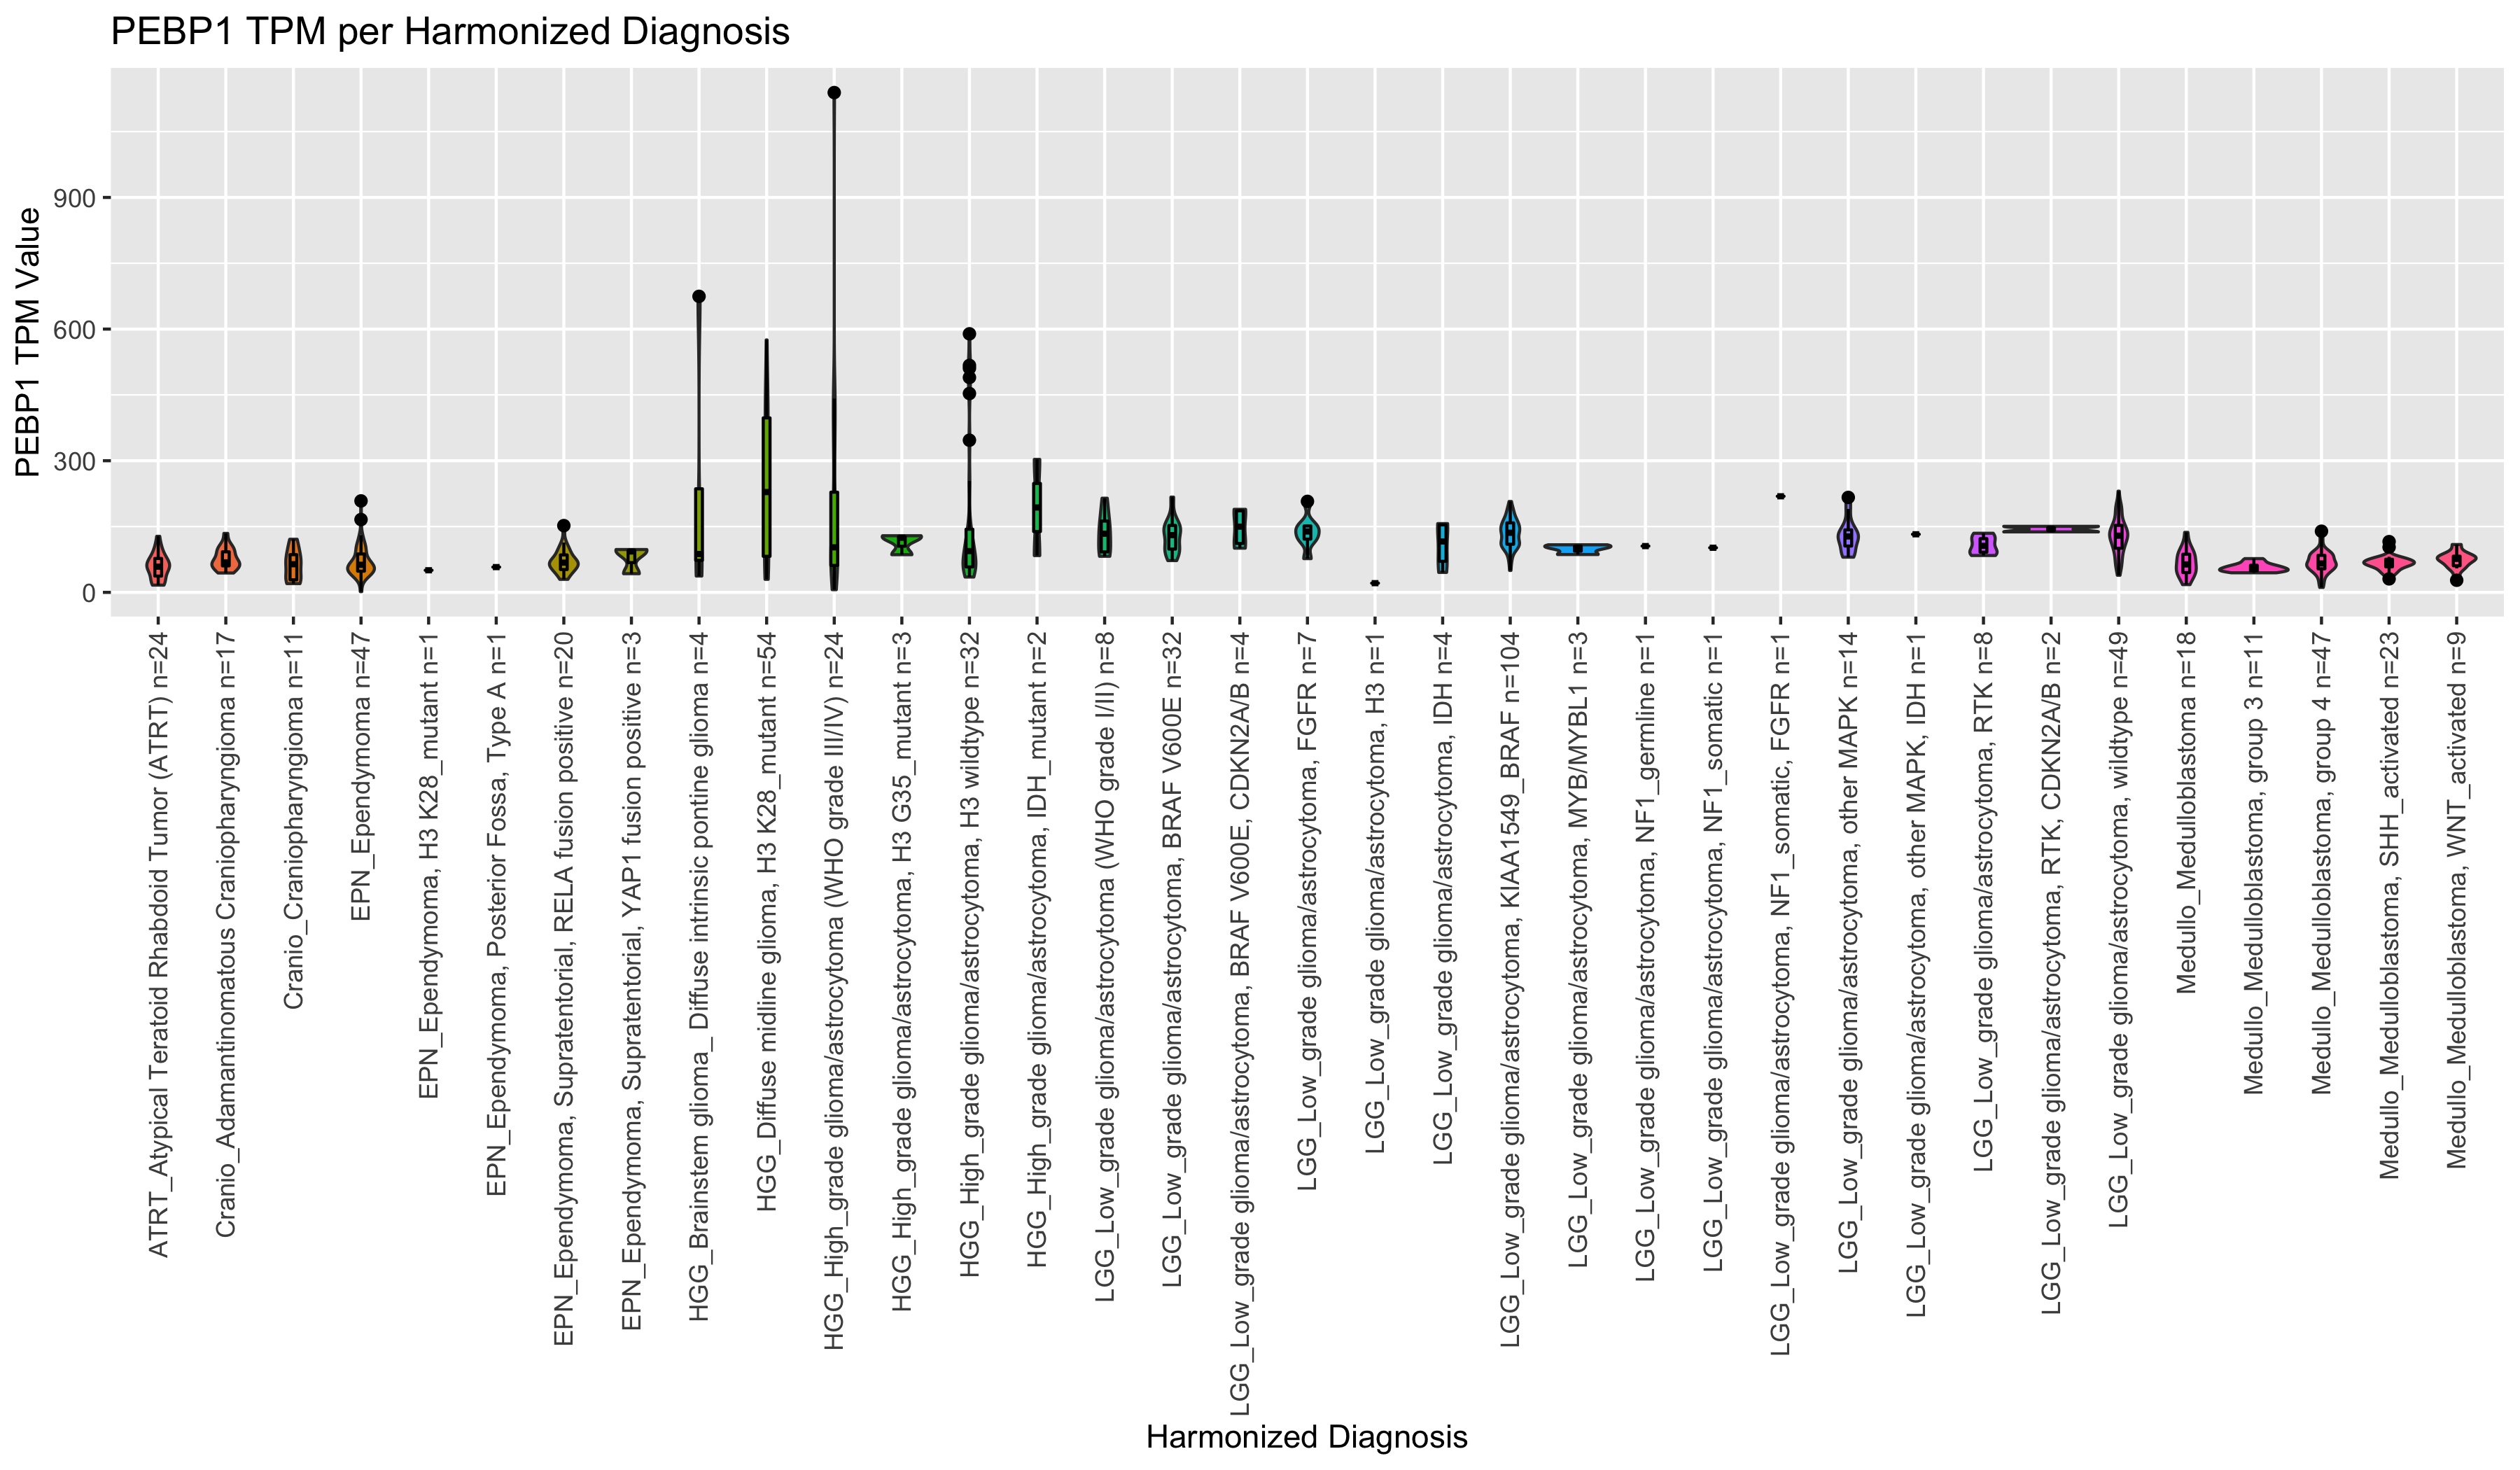 PEBP1 TPM per Harmonized Diagnosis
PEBP1 TPM Value
900
600
300
0
ATRT_Atypical Teratoid Rhabdoid Tumor (ATRT) n=24
Cranio_Adamantinomatous Craniopharyngioma n=17
Cranio_Craniopharyngioma n=11
EPN_Ependymoma n=47
EPN_Ependymoma, H3 K28_mutant n=1
EPN_Ependymoma, Posterior Fossa, Type A n=1
EPN_Ependymoma, Supratentorial, RELA fusion positive n=20
EPN_Ependymoma, Supratentorial, YAP1 fusion positive n=3
HGG_Brainstem glioma_ Diffuse intrinsic pontine glioma n=4
HGG_Diffuse midline glioma, H3 K28_mutant n=54
HGG_High_grade glioma/astrocytoma (WHO grade III/IV) n=24
HGG_High_grade glioma/astrocytoma, H3 G35_mutant n=3
HGG_High_grade glioma/astrocytoma, H3 wildtype n=32
HGG_High_grade glioma/astrocytoma, IDH_mutant n=2
LGG_Low_grade glioma/astrocytoma (WHO grade I/II) n=8
LGG_Low_grade glioma/astrocytoma, BRAF V600E n=32
LGG_Low_grade glioma/astrocytoma, BRAF V600E, CDKN2A/B n=4
LGG_Low_grade glioma/astrocytoma, FGFR n=7
LGG_Low_grade glioma/astrocytoma, H3 n=1
LGG_Low_grade glioma/astrocytoma, IDH n=4
LGG_Low_grade glioma/astrocytoma, KIAA1549_BRAF n=104
LGG_Low_grade glioma/astrocytoma, MYB/MYBL1 n=3
LGG_Low_grade glioma/astrocytoma, NF1_germline n=1
LGG_Low_grade glioma/astrocytoma, NF1_somatic n=1
LGG_Low_grade glioma/astrocytoma, NF1_somatic, FGFR n=1
LGG_Low_grade glioma/astrocytoma, other MAPK n=14
LGG_Low_grade glioma/astrocytoma, other MAPK, IDH n=1
LGG_Low_grade glioma/astrocytoma, RTK n=8
LGG_Low_grade glioma/astrocytoma, RTK, CDKN2A/B n=2
LGG_Low_grade glioma/astrocytoma, wildtype n=49
Medullo_Medulloblastoma n=18
Medullo_Medulloblastoma, group 3 n=11
Medullo_Medulloblastoma, group 4 n=47
Medullo_Medulloblastoma, SHH_activated n=23
Medullo_Medulloblastoma, WNT_activated n=9
Harmonized Diagnosis